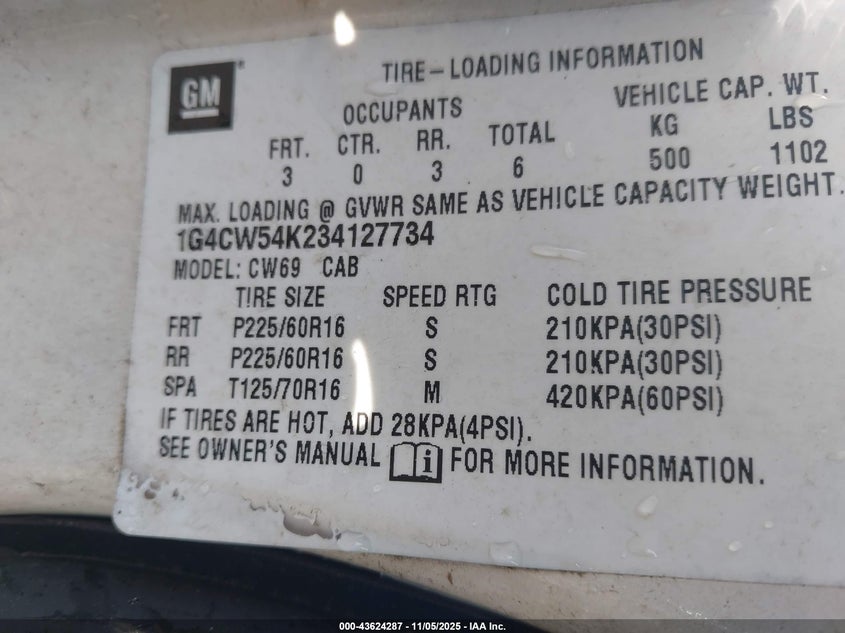 GM
TIRE-LOADING INFORMATION
OCCUPANTS VEHICLE CAP. WT.
FRT. CTR. RR. TOTAL KG LBS
3 0 3 6 500 1102
MAX. LOADING @ GVWR SAME AS VEHICLE CAPACITY WEIGHT.
1G4CW54K234127734
MODEL: CW69 CAB
TIRE SIZE SPEED RTG COLD TIRE PRESSURE
FRT P225/60R16 S 210KPA(30PSI)
RR P225/60R16 S 210KPA(30PSI)
SPA T125/70R16 M 420KPA(60PSI)
IF TIRES ARE HOT, ADD 28KPA(4PSI).
SEE OWNER'S MANUAL i FOR MORE INFORMATION.
000-43624287 - 11/05/2025 - IAA Inc.